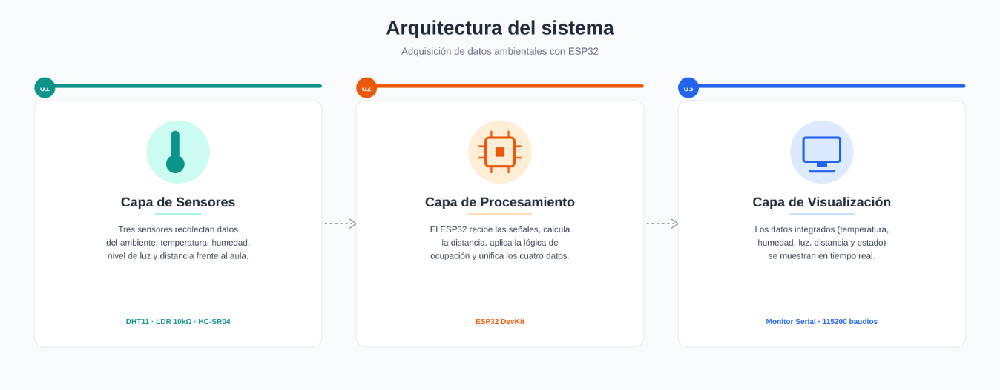 Arquitectura del sistema
Adquisición de datos ambientales con ESP32
01
02
03
Capa de Sensores
Tres sensores recolectan datos
del ambiente: temperatura, humedad,
nivel de luz y distancia frente al aula.
DHT11 · LDR 10kΩ · HC-SR04
Capa de Procesamiento
El ESP32 recibe las señales, calcula
la distancia, aplica la lógica de
ocupación y unifica los cuatro datos.
ESP32 DevKit
Capa de Visualización
Los datos integrados (temperatura,
humedad, luz, distancia y estado)
se muestran en tiempo real.
Monitor Serial · 115200 baudios